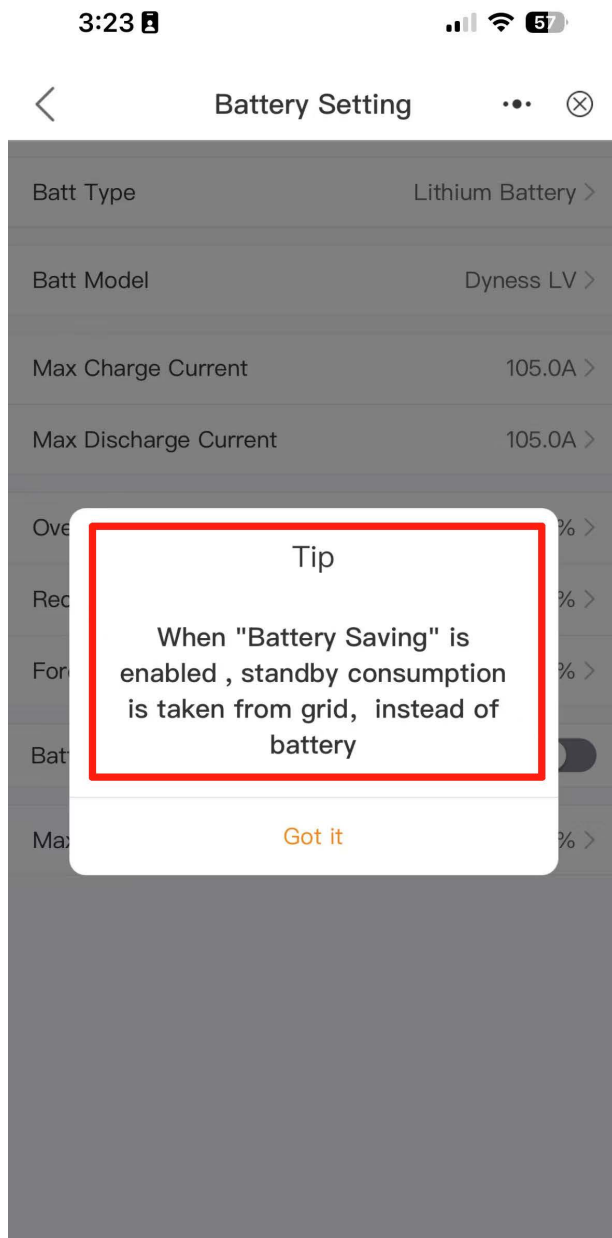 3:23
57
Battery Setting
Batt Type
Lithium Battery
Batt Model
Dyness LV
Max Charge Current
105.0A
Max Discharge Current
105.0A
%
%
%
%
Tip
When "Battery Saving" is
enabled , standby consumption
is taken from grid, instead of
battery
Got it